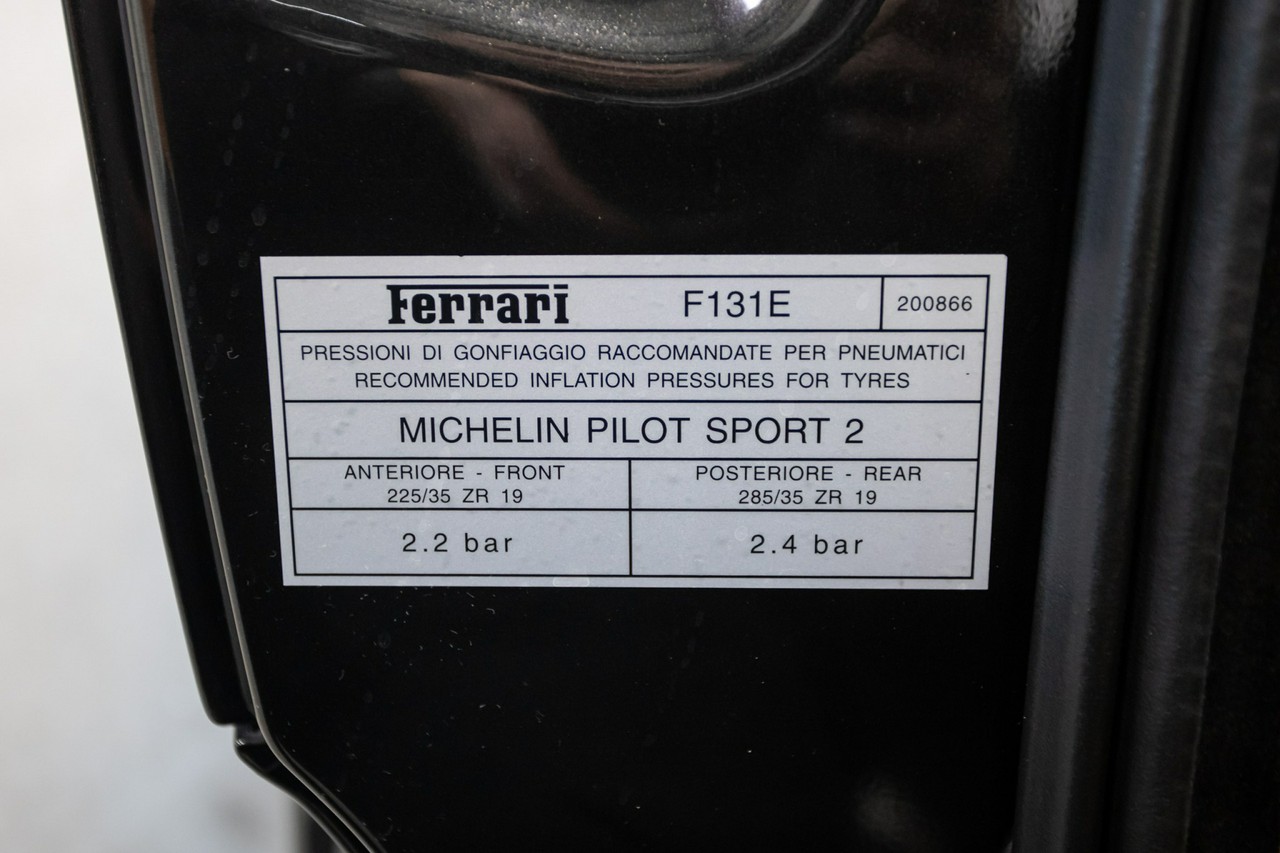 Ferrari F131E 200866
PRESSIONI DI GONFIAGGIO RACCOMANDATE PER PNEUMATICI
RECOMMENDED INFLATION PRESSURES FOR TYRES
MICHELIN PILOT SPORT 2
ANTERIORE - FRONT
225/35 ZR 19
POSTERIORE - REAR
285/35 ZR 19
2.2 bar
2.4 bar